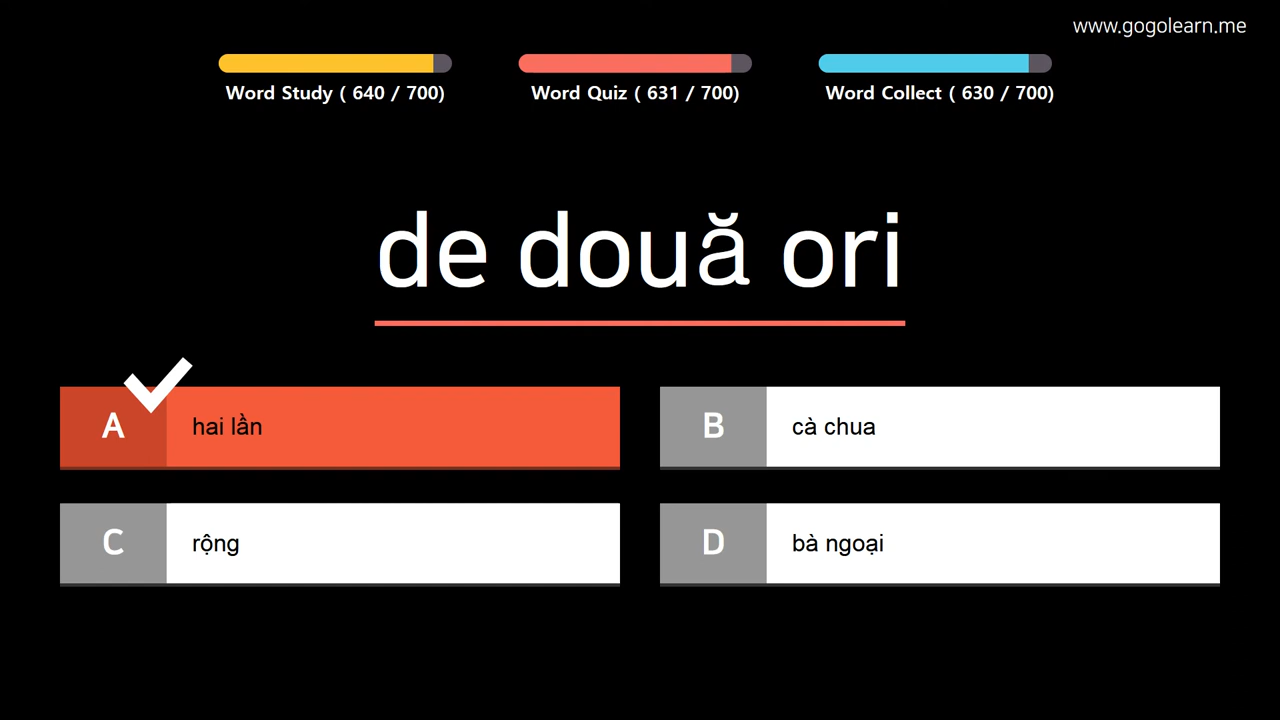 www.gogolearn.me
Word Study ( 640 / 700)
Word Quiz ( 631 / 700)
Word Collect ( 630 / 700)
de două ori
A hai lần
B cà chua
C rộng
D bà ngoại